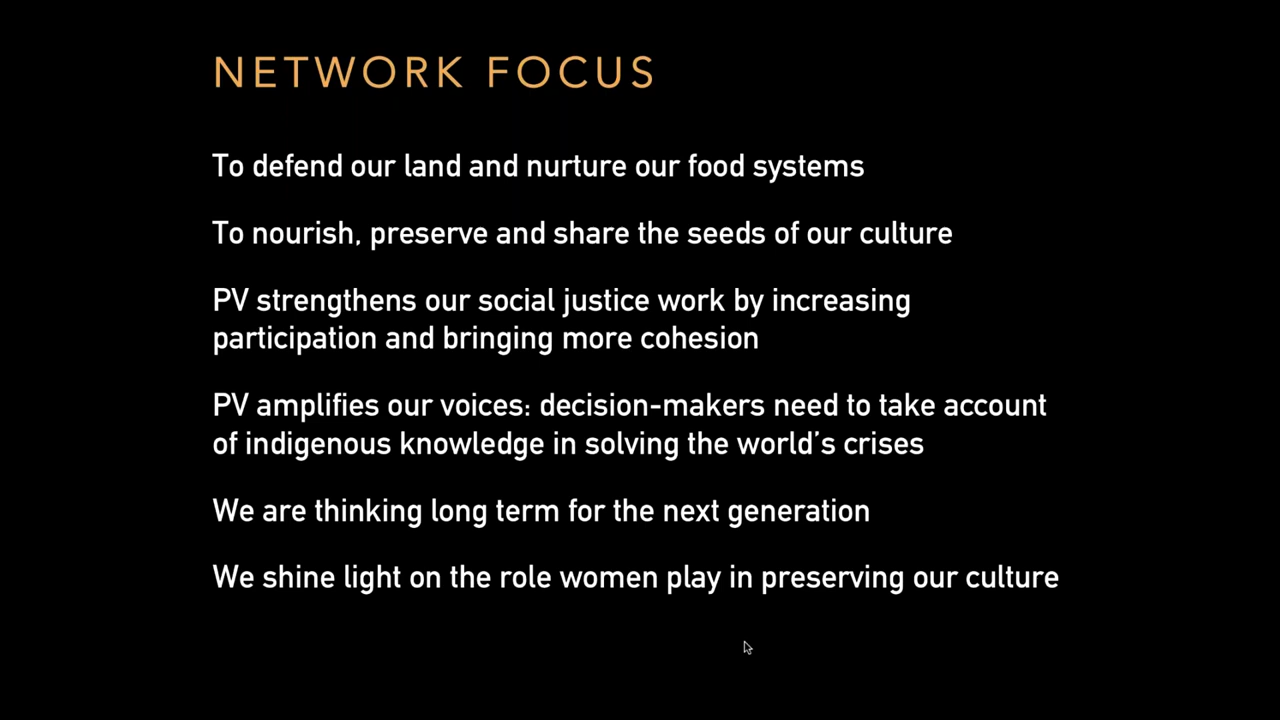 NETWORK FOCUS
To defend our land and nurture our food systems
To nourish, preserve and share the seeds of our culture
PV strengthens our social justice work by increasing
participation and bringing more cohesion
PV amplifies our voices: decision-makers need to take account
of indigenous knowledge in solving the world’s crises
We are thinking long term for the next generation
We shine light on the role women play in preserving our culture